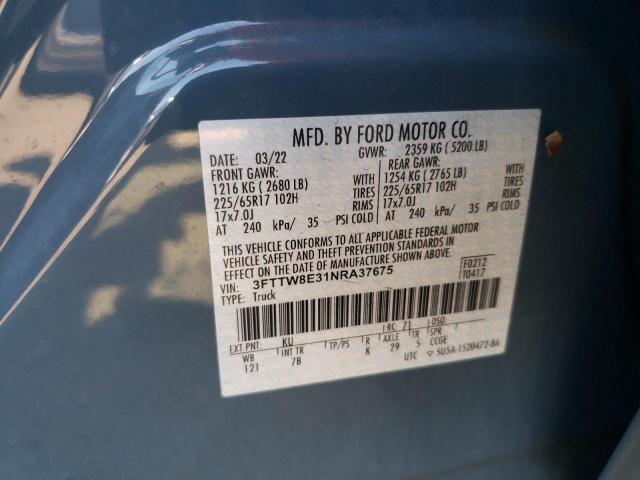 MFD. BY FORD MOTOR CO.
DATE: 03/22 GVWR: 2359 KG ( 5200 LB)
FRONT GAWR: REAR GAWR:
1216 KG ( 2680 LB) WITH 1254 KG ( 2765 LB) WITH
225/65R17 102H TIRES 225/65R17 102H TIRES
17x7.0J RIMS 17x7.0J RIMS
AT 240 kPa/ 35 PSI COLD AT 240 kPa/ 35 PSI COLD
THIS VEHICLE CONFORMS TO ALL APPLICABLE FEDERAL MOTOR
VEHICLE SAFETY AND BUMPER STANDARDS
EFFECT ON THE DATE OF MANUFACTURE SHOWN ABOVE.
VIN: 3FTTW8E31NRA37675 F0212
TYPE: Truck T0417
EXT PNT: KU RC: 71 DSO:
WB INT TR TP/PS R AXLE TR SPR
121 7B K 29 5 CCGE
UTC ▽ SU5A-1520472-BA